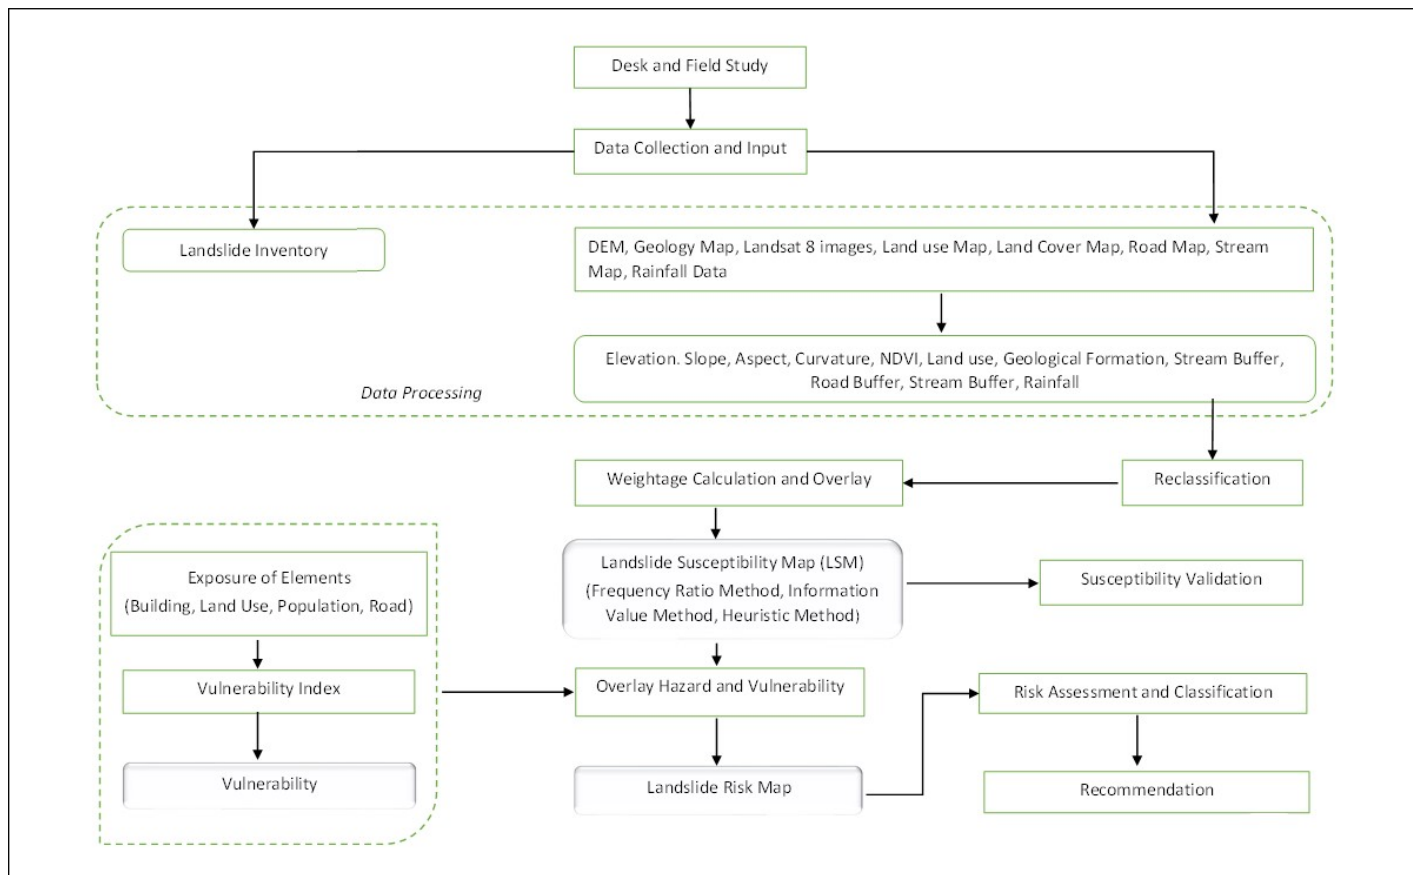 Desk and Field Study
Data Collection and Input
Landslide Inventory
DEM, Geology Map, Landsat 8 images, Land use Map, Land Cover Map, Road Map, Stream
Map, Rainfall Data
Elevation. Slope, Aspect, Curvature, NDVI, Land use, Geological Formation, Stream Buffer,
Road Buffer, Stream Buffer, Rainfall
Data Processing
Weightage Calculation and Overlay
Reclassification
Landslide Susceptibility Map (LSM)
(Frequency Ratio Method, Information
Value Method, Heuristic Method)
Susceptibility Validation
Exposure of Elements
(Building, Land Use, Population, Road)
Vulnerability Index
Vulnerability
Overlay Hazard and Vulnerability
Landslide Risk Map
Risk Assessment and Classification
Recommendation